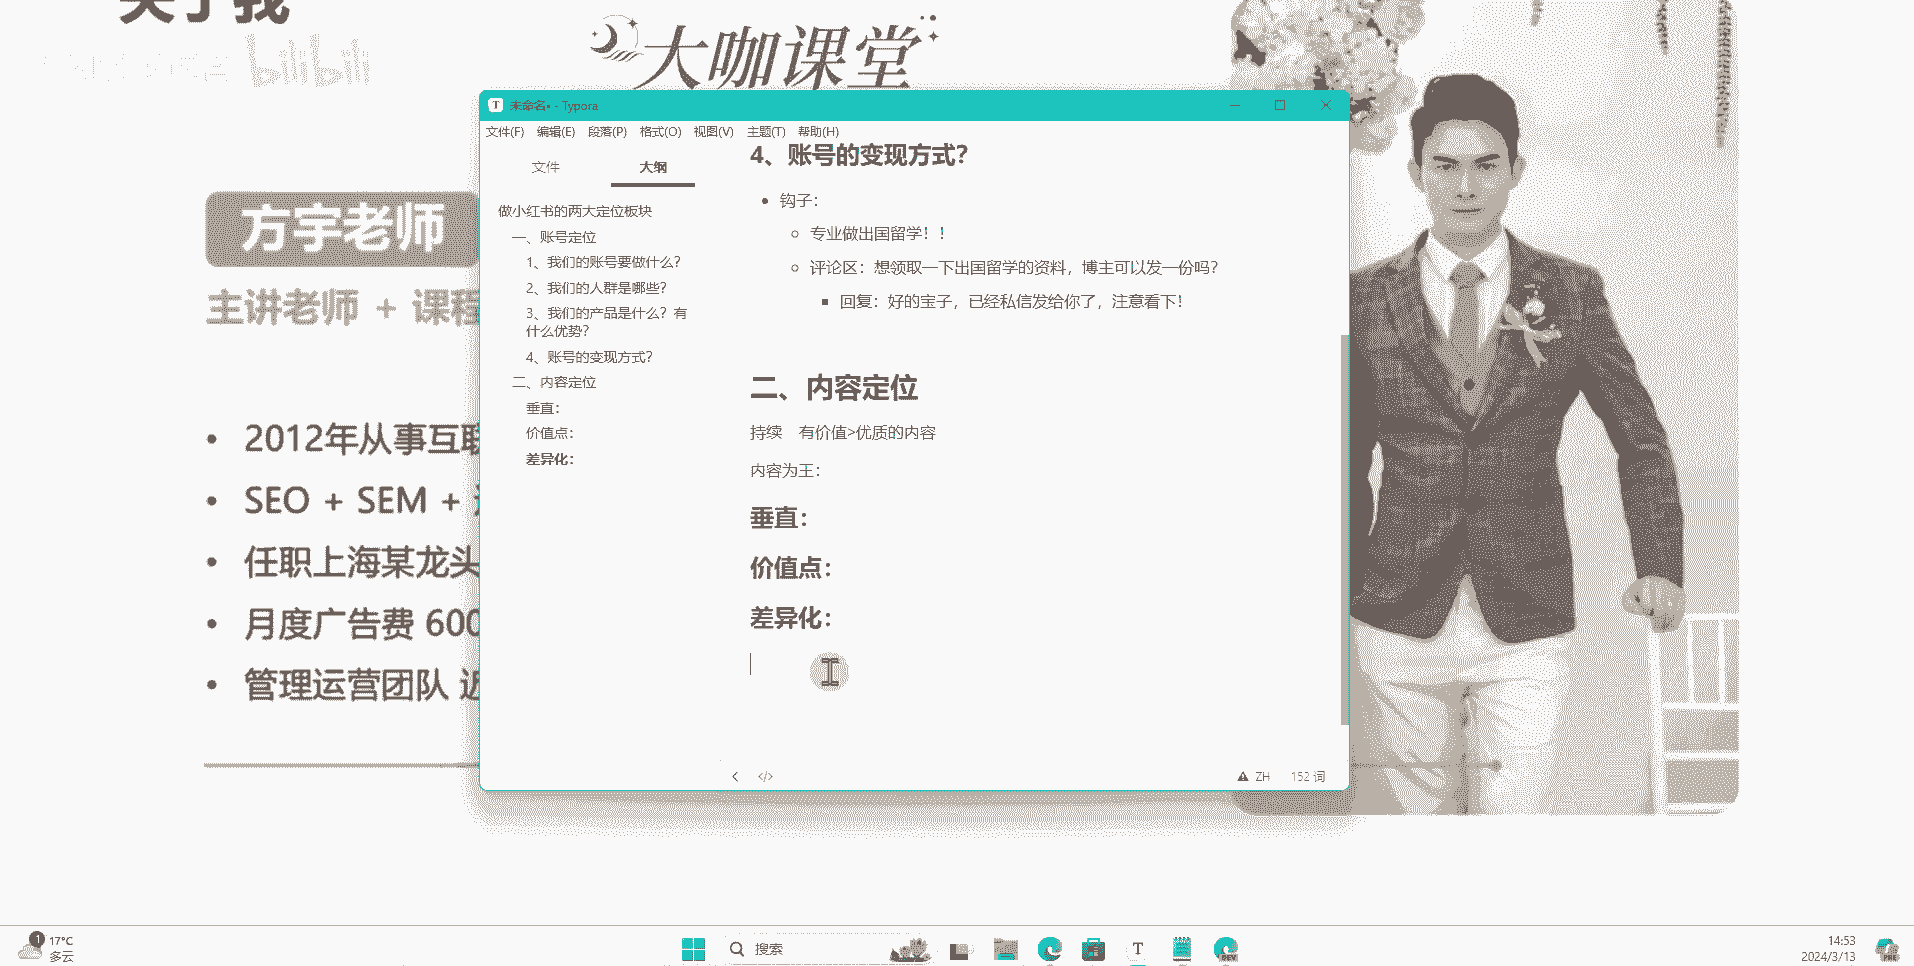 关于我
bilibili
大咖课堂
方宇老师
主讲老师 + 课程
2012年从事互联
SEO + SEM +
任职上海某龙头
月度广告费 600
管理运营团队 近
未命名• - Typora
文件(F) 编辑(E) 段落(P) 格式(O) 视图(V) 主题(T) 帮助(H)
文件 大纲
做小红书的两大定位板块
一、账号定位
1、我们的账号要做什么?
2、我们的人群是哪些?
3、我们的产品是什么? 有
什么优势?
4、账号的变现方式?
二、内容定位
垂直:
价值点:
差异化:
4、账号的变现方式?
钩子:
专业做出国留学! !
评论区: 想领取一下出国留学的资料, 博主可以发一份吗?
回复: 好的宝子, 已经私信发给你了, 注意看下!
二、内容定位
持续 有价值>优质的内容
内容为王:
垂直:
价值点:
差异化:
ZH 152 词
1
17°C
多云
搜索
T
DEV
14:53
2024/3/13
PRE